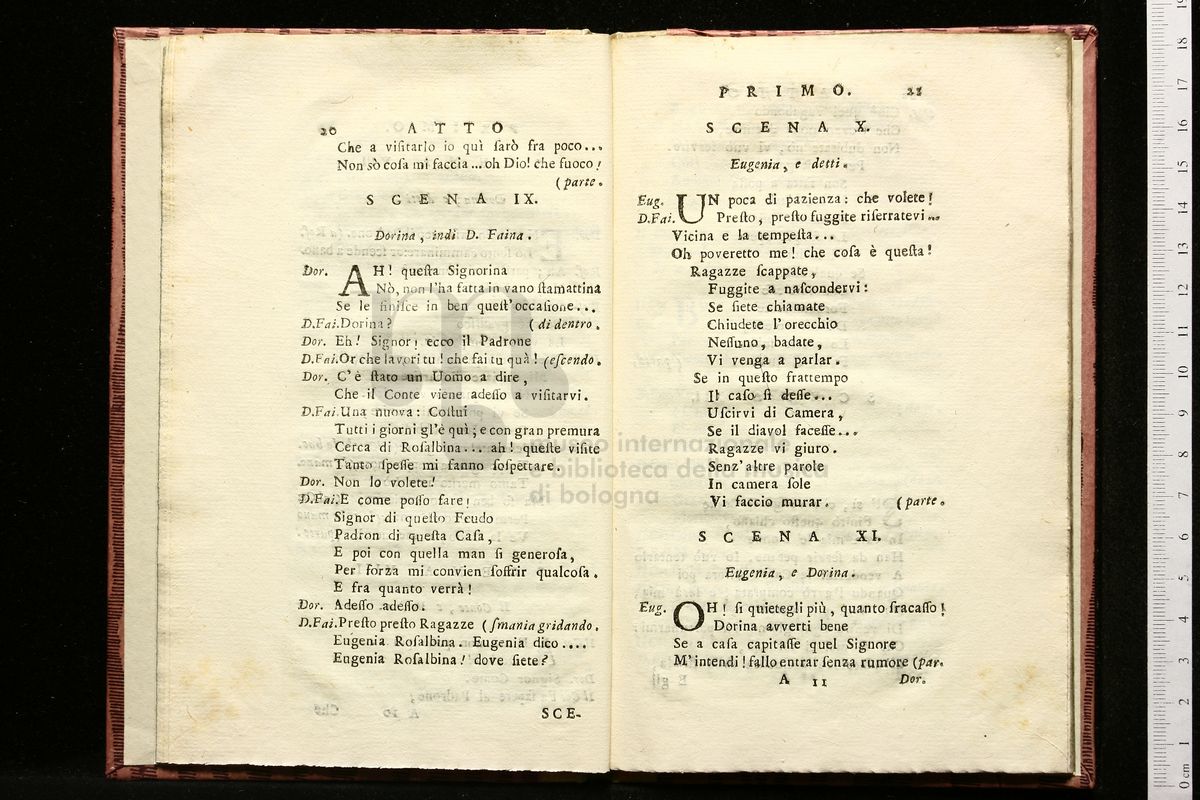 20 ATTO
Che a viſitarlo io quì ſarò fra poco...
Non sò coſa mi faccia ... oh Dio! che fuoco!
(parte.
SCENA IX.
Dorina, indi D. Faina.
Dor. AH! queſta Signorina
Nò, non l'ha fatta in vano ſtamattina
Se le finiſce in ben queſt'occaſione...
D.Fai. Dorina? (di dentro.
Dor. Eh! Signor! ecco il Padrone
D.Fai. Or che lavori tu! che fai tu quà! (eſcendo.
Dor. C'è ſtato un Uomo a dire,
Che il Conte viene adeſſo a viſitarvi.
D.Fai. Una nuova: Coſtui
Tutti i giorni gl'è quì; e con gran premura
Cerca di Roſalbina... ah! queſte viſite
Tanto ſpeſſe mi fanno ſoſpettare.
Dor. Non lo volete!
D.Fai. E come poſſo fare!
Signor di queſto Feudo
Padron di queſta Caſa,
E poi con quella man ſi generoſa,
Per forza mi convien ſoffrir qualcoſa.
E fra quanto verrà!
Dor. Adeſſo adeſſo.
D.Fai. Preſto preſto Ragazze (ſmania gridando.
Eugenia Roſalbina. Eugenia dico ....
Eugenia Roſalbina! dove ſiete?
SCE-
PRIMO. 21
SCENA X.
Eugenia, e detti.
Eug. UN poca di pazienza: che volete!
D.Fai. Preſto, preſto fuggite riſerratevi...
Vicina e la tempeſta...
Oh poveretto me! che coſa è queſta!
Ragazze ſcappate,
Fuggite a naſcondervi:
Se ſiete chiamate
Chiudete l'orecchio
Neſſuno, badate,
Vi venga a parlar.
Se in queſto frattempo
Il caſo ſi deſſe...
Uſcirvi di Camera,
Se il diavol faceſſe...
Ragazze vi giuro.
Senz'altre parole
In camera ſole
Vi faccio murar. (parte.
SCENA XI.
Eugenia, e Dorina.
Eug. OH! ſi quietegli più, quanto fracaſſo!
Dorina avverti bene
Se a caſa capitaſſe quel Signore
M'intendi! fallo entrar ſenza rumore (par.
A 11 Dor.
museo internazionale
e biblioteca della musica
di bologna